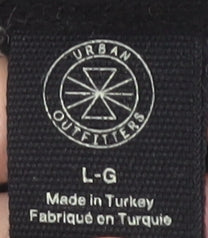 URBAN
OUTFITTERS
L-G
Made in Turkey
Fabriqué en Turquie